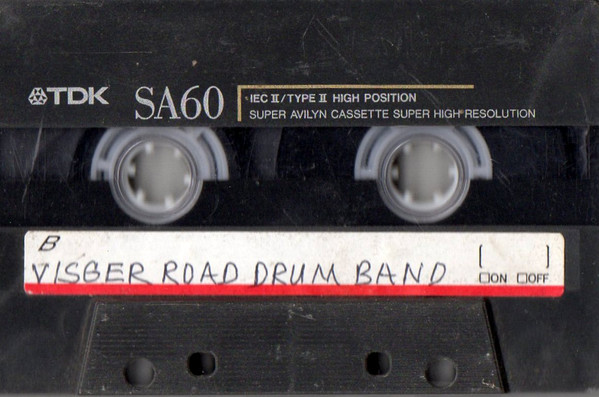 TDK SA60 IEC II/TYPE II HIGH POSITION
SUPER AVILYN CASSETTE SUPER HIGH RESOLUTION
B
VISGER ROAD DRUM BAND
[ ]
☐ON ☐OFF